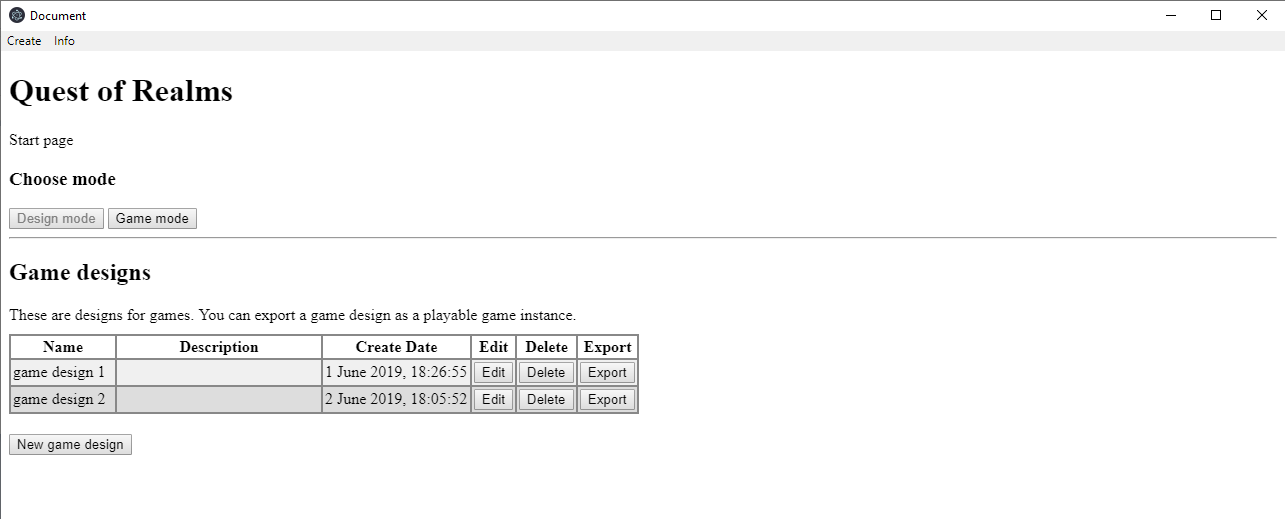 Document
Create Info
Quest of Realms
Start page
Choose mode
Design mode Game mode
Game designs
These are designs for games. You can export a game design as a playable game instance.
Name Description Create Date Edit Delete Export
game design 1 1 June 2019, 18:26:55 Edit Delete Export
game design 2 2 June 2019, 18:05:52 Edit Delete Export
New game design